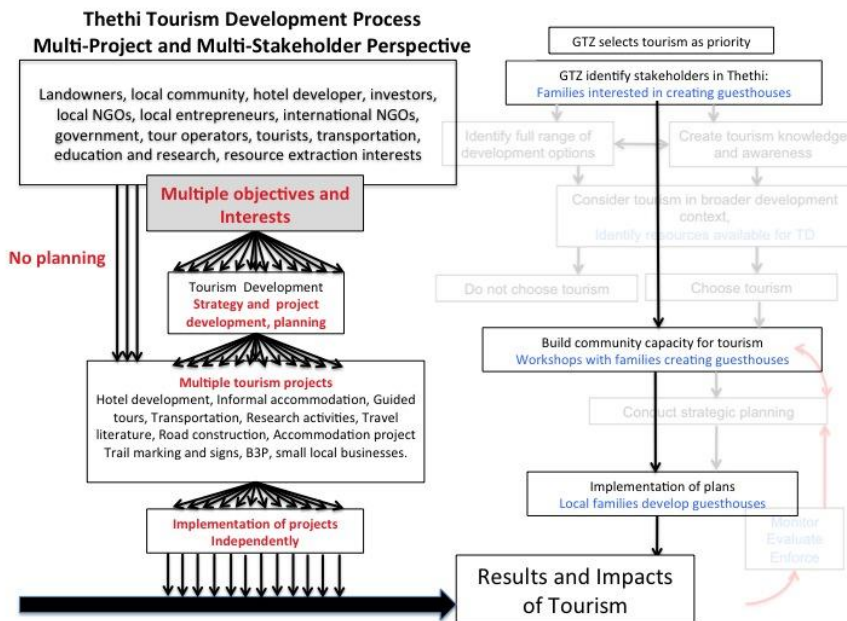 Thethi Tourism Development Process
Multi-Project and Multi-Stakeholder Perspective
Landowners, local community, hotel developer, investors,
local NGOs, local entrepreneurs, international NGOs,
government, tour operators, tourists, transportation,
education and research, resource extraction interests
Multiple objectives and
Interests
No planning
Tourism Development
Strategy and project
development, planning
Multiple tourism projects
Hotel development, Informal accommodation, Guided
tours, Transportation, Research activities, Travel
literature, Road construction, Accommodation project
Trail marking and signs, B3P, small local businesses.
Implementation of projects
Independently
GTZ selects tourism as priority
GTZ identify stakeholders in Thethi:
Families interested in creating guesthouses
Identify full range of
development options
Create tourism knowledge
and awareness
Consider tourism in broader development
context,
Identify resources available for TD
Do not choose tourism
Choose tourism
Build community capacity for tourism
Workshops with families creating guesthouses
Conduct strategic planning
Implementation of plans
Local families develop guesthouses
Monitor
Evaluate
Enforce
Results and Impacts
of Tourism